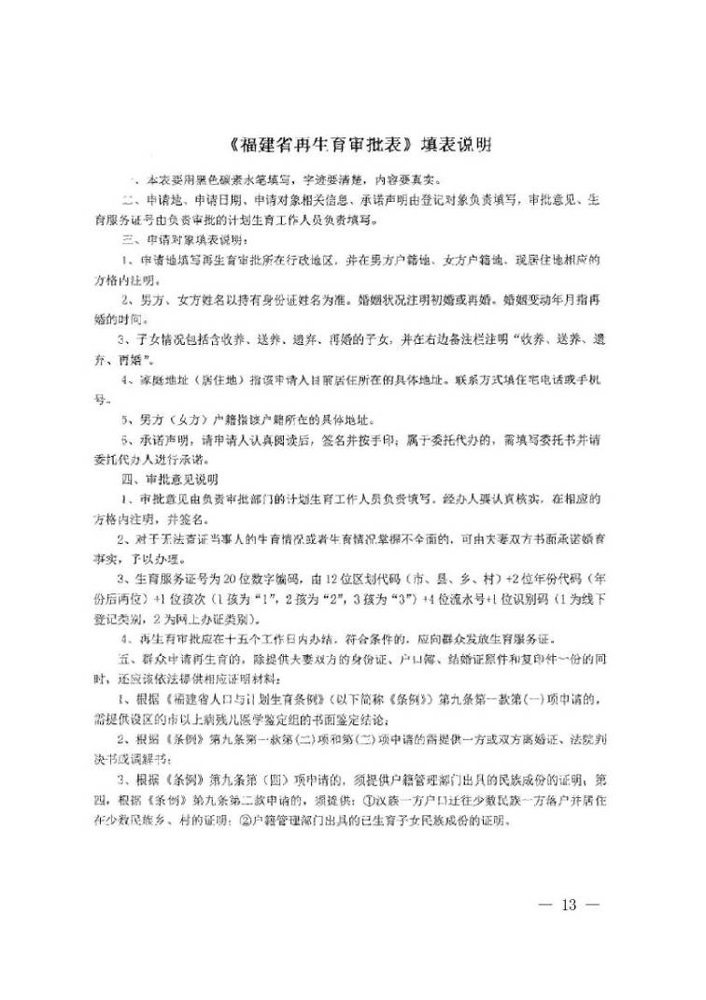 《福建省再生育审批表》填表说明
一、本表要用黑色碳素水笔填写，字迹要清楚，内容要真实。
二、申请地、申请日期、申请对象相关信息、承诺声明由登记对象负责填写，审批意见、生
育服务证号由负责审批的计划生育工作人员负责填写。
三、申请对象填表说明：
1、申请地填写再生育审批所在行政地区，并在男方户籍地、女方户籍地、现居住地相应的
方格内注明。
2、男方、女方姓名以持有身份证姓名为准。婚姻状况注明初婚或再婚。婚姻变动年月指再
婚的时间。
3、子女情况包括含收养、送养、遗弃、再婚的子女，并在右边备注栏注明“收养、送养、遗
弃、再婚”。
4、家庭地址（居住地）指该申请人目前居住所在的具体地址。联系方式填住宅电话或手机
号。
5、男方（女方）户籍指该户籍所在的具体地址。
6、承诺声明，请申请人认真阅读后，签名并按手印；属于委托代办的，需填写委托书并请
委托代办人进行承诺。
四、审批意见说明
1、审批意见由负责审批部门的计划生育工作人员负责填写。经办人要认真核实，在相应的
方格内注明，并签名。
2、对于无法查证当事人的生育情况或者生育情况掌握不全面的，可由夫妻双方书面承诺婚育
事实，予以办理。
3、生育服务证号为20位数字编码，由12位区划代码（市、县、乡、村）+2位年份代码（年
份后两位）+1位孩次（1孩为“1”，2孩为“2”，3孩为“3”）+4位流水号+1位识别码（1为线下
登记类别，2为网上办证类别）。
4、再生育审批应在十五个工作日内办结。符合条件的，应向群众发放生育服务证。
五、群众申请再生育的，除提供夫妻双方的身份证、户口簿、结婚证原件和复印件一份的同
时，还应该依法提供相应证明材料：
1、根据《福建省人口与计划生育条例》（以下简称《条例》）第九条第一款第(一)项申请的，
需提供设区的市以上病残儿医学鉴定组的书面鉴定结论；
2、根据《条例》第九条第一款第(二)项和第(三)项申请的需提供一方或双方离婚证、法院判
决书或调解书；
3、根据《条例》第九条第（四）项申请的，须提供户籍管理部门出具的民族成份的证明；第
四，根据《条例》第九条第二款申请的，须提供：①汉族一方户口迁往少数民族一方落户并居住
在少数民族乡、村的证明；②户籍管理部门出具的已生育子女民族成份的证明。
— 13 —